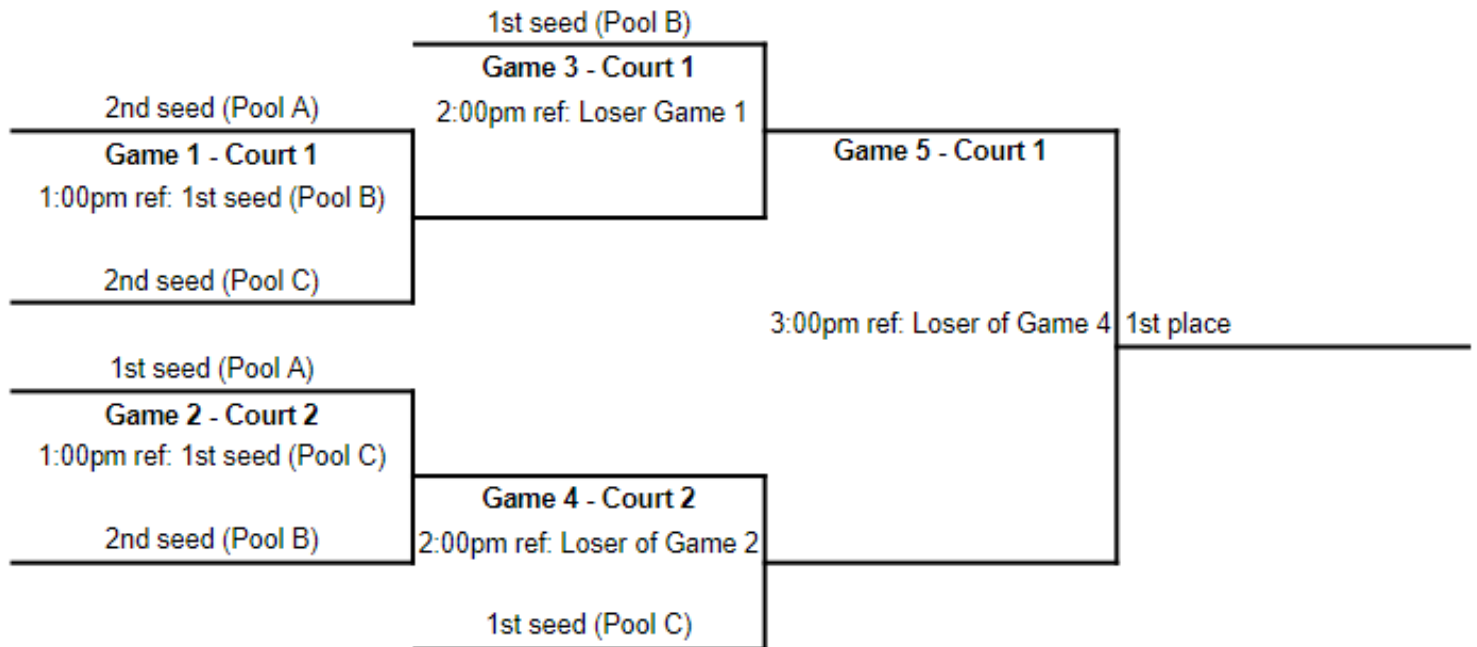 1st seed (Pool B)
Game 3 - Court 1
2:00pm ref: Loser Game 1
2nd seed (Pool A)
Game 1 - Court 1
1:00pm ref: 1st seed (Pool B)
2nd seed (Pool C)
Game 5 - Court 1
3:00pm ref: Loser of Game 4
1st place
1st seed (Pool A)
Game 2 - Court 2
1:00pm ref: 1st seed (Pool C)
2nd seed (Pool B)
Game 4 - Court 2
2:00pm ref: Loser of Game 2
1st seed (Pool C)